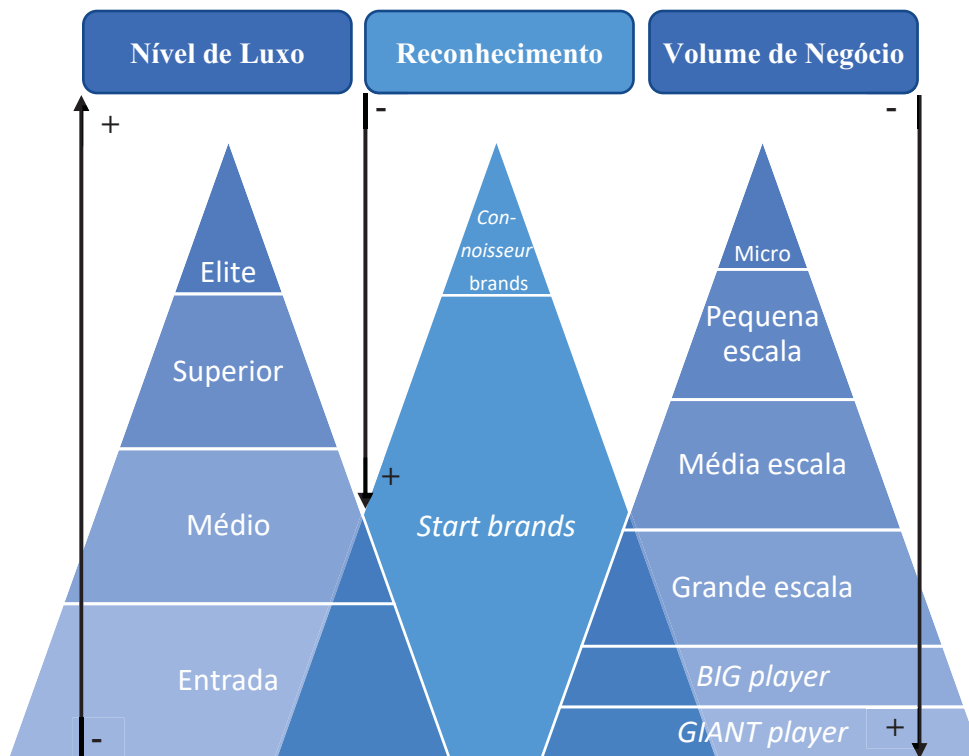 Nível de Luxo
Reconhecimento
Volume de Negócio
+
-
-
Elite
Superior
Médio
Entrada
-
Con-
noisseur
brands
+
Start brands
Micro
Pequena
escala
Média escala
Grande escala
BIG player
GIANT player
+